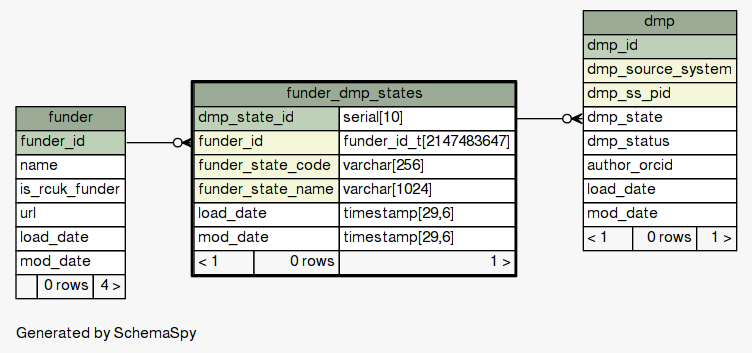 funder
funder_id
name
is_rcuk_funder
url
load_date
mod_date
0 rows 4 >
funder_dmp_states
dmp_state_id serial[10]
funder_id funder_id_t[2147483647]
funder_state_code varchar[256]
funder_state_name varchar[1024]
load_date timestamp[29,6]
mod_date timestamp[29,6]
< 1 0 rows 1 >
dmp
dmp_id
dmp_source_system
dmp_ss_pid
dmp_state
dmp_status
author_orcid
load_date
mod_date
< 1 0 rows 1 >
Generated by SchemaSpy